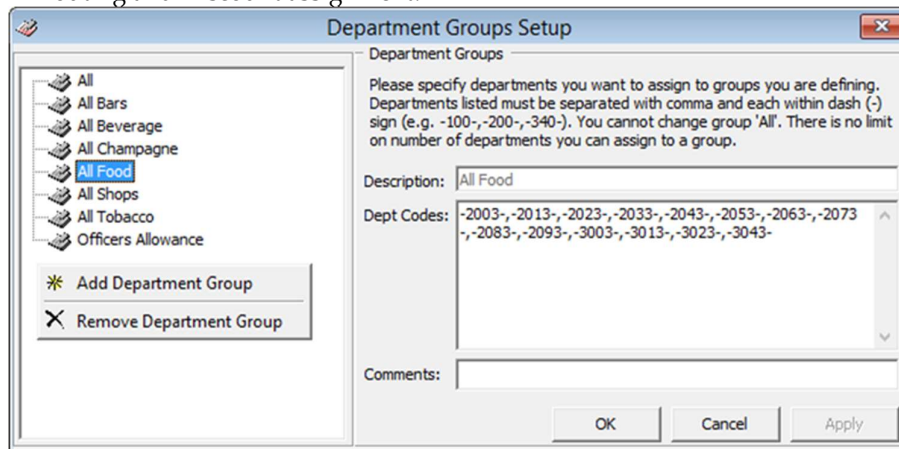 Department Groups Setup
All
All Bars
All Beverage
All Champagne
All Food
All Shops
All Tobacco
Officers Allowance
Add Department Group
Remove Department Group
Department Groups
Please specify departments you want to assign to groups you are defining.
Departments listed must be separated with comma and each within dash (-)
sign (e.g. -100-,-200-,-340-). You cannot change group 'All'. There is no limit
on number of departments you can assign to a group.
Description: All Food
Dept Codes: -2003-,-2013-,-2023-,-2033-,-2043-,-2053-,-2063-,-2073
-,-2083-,-2093-,-3003-,-3013-,-3023-,-3043-
Comments:
OK Cancel Apply